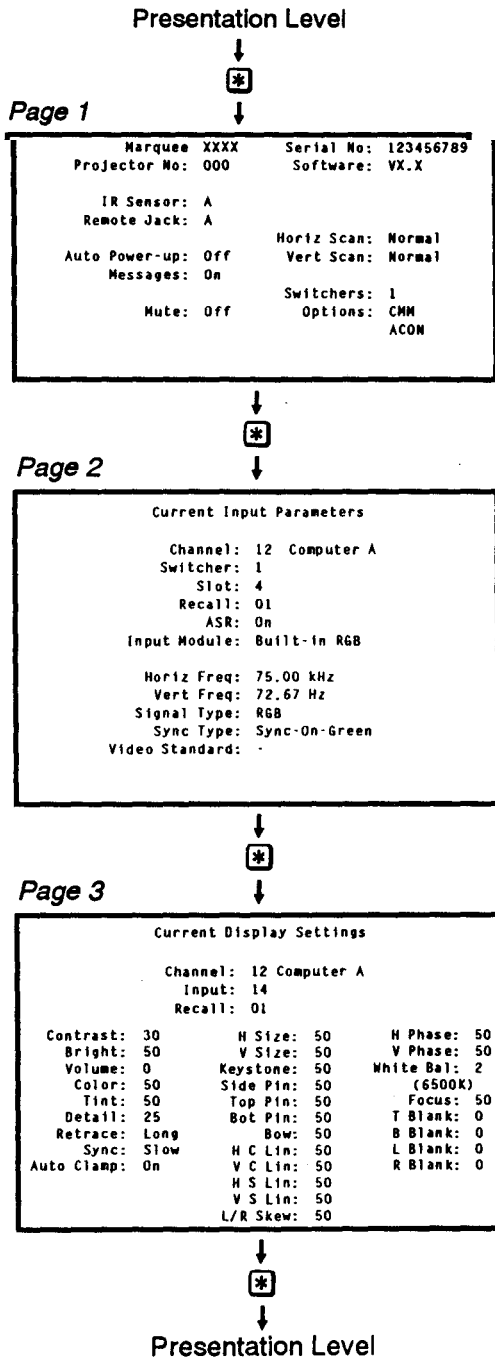 Presentation Level
*
Page 1
Marquee XXXX Serial No: 123456789
Projector No: 000 Software: VX.X
IR Sensor: A
Remote Jack: A
Horiz Scan: Normal
Auto Power-up: Off Vert Scan: Normal
Messages: On
Switchers: 1
Mute: Off Options: CMM
ACON
*
Page 2
Current Input Parameters
Channel: 12 Computer A
Switcher: 1
Slot: 4
Recall: 01
ASR: On
Input Module: Built-in RGB
Horiz Freq: 75.00 kHz
Vert Freq: 72.67 Hz
Signal Type: RGB
Sync Type: Sync-On-Green
Video Standard: -
*
Page 3
Current Display Settings
Channel: 12 Computer A
Input: 14
Recall: 01
Contrast: 30 H Size: 50 H Phase: 50
Bright: 50 V Size: 50 V Phase: 50
Volume: 0 Keystone: 50 White Bal: 2
Color: 50 Side Pin: 50 (6500K)
Tint: 50 Top Pin: 50 Focus: 50
Detail: 25 Bot Pin: 50 T Blank: 0
Retrace: Long Bow: 50 B Blank: 0
Sync: Slow H C Lin: 50 L Blank: 0
Auto Clamp: On V C Lin: 50 R Blank: 0
H S Lin: 50
V S Lin: 50
L/R Skew: 50
*
Presentation Level